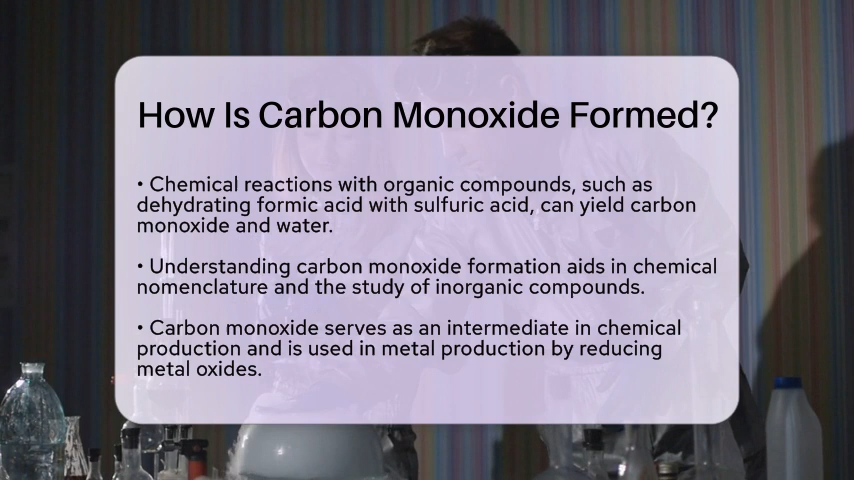 How Is Carbon Monoxide Formed?
• Chemical reactions with organic compounds, such as
dehydrating formic acid with sulfuric acid, can yield carbon
monoxide and water.
• Understanding carbon monoxide formation aids in chemical
nomenclature and the study of inorganic compounds.
• Carbon monoxide serves as an intermediate in chemical
production and is used in metal production by reducing
metal oxides.